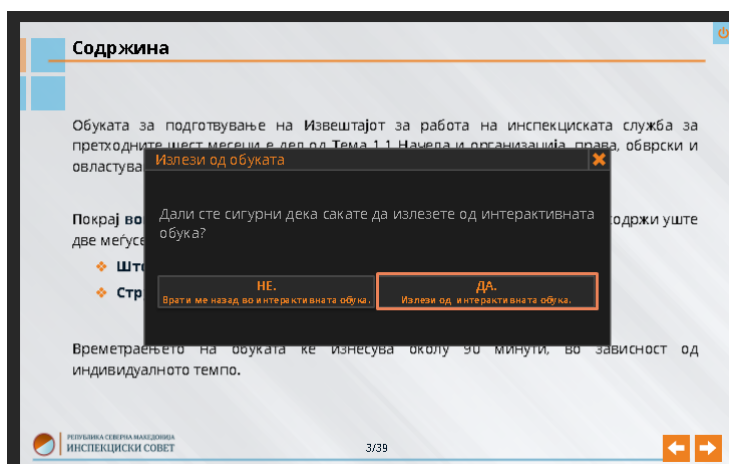 Содржина
Обуката за подготвување на Извештајот за работа на инспекциската служба за
претходните шест месеци е дел од Тема 1.1 Начела и организација, права, обврски и
овластува
Излези од обуката
Дали сте сигурни дека сакате да излезете од интерактивната
обука?
НЕ.
Врати ме назад во интерактивната обука.
ДА.
Излези од интерактивната обука.
Покрај во
одржи уште
две меѓусе
Што
Стр
Времетраењето на обуката ќе изнесува околу 90 минути, во зависност од
индивидуалното темпо.
РЕПУБЛИКА СЕВЕРНА МАКЕДОНИЈА
ИНСПЕКЦИСКИ СОВЕТ
3/39